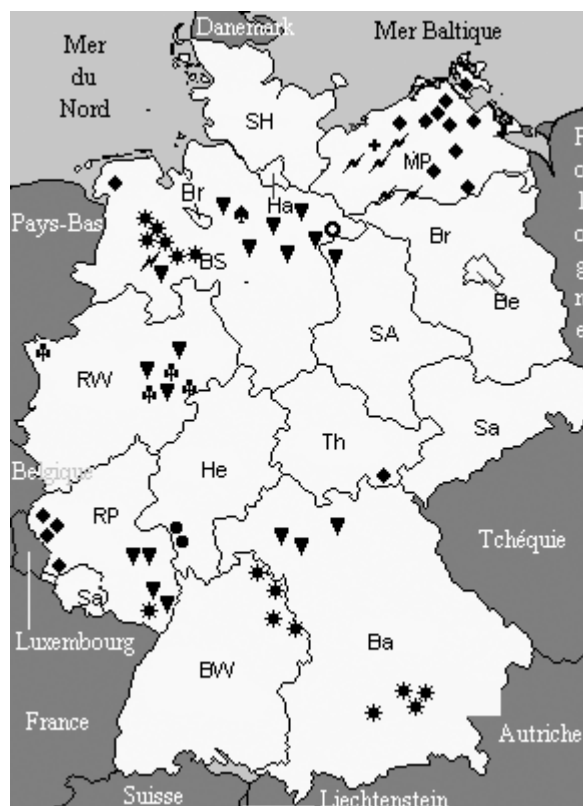 Danemark
Mer
du
Nord
Mer Baltique
SH
MP
Ha
Br
Pays-Bas
BS
Br
Be
P
o
l
o
g
n
e
SA
RW
Sa
Th
He
Belgique
RP
Tchéquie
Sa
Luxembourg
BW
Ba
France
Autriche
Suisse
Liechtenstein